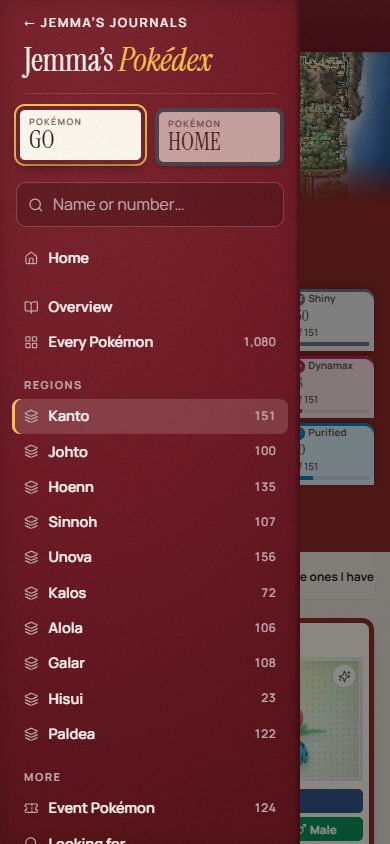 ← JEMMA'S JOURNALS
Jemma's Pokédex
POKÉMON
GO
POKÉMON
HOME
Name or number...
Home
Overview
Every Pokémon 1,080
REGIONS
Kanto 151
Johto 100
Hoenn 135
Sinnoh 107
Unova 156
Kalos 72
Alola 106
Galar 108
Hisui 23
Paldea 122
MORE
Event Pokémon 124
Looking for
Shiny
/ 151
Dynamax
/ 151
Purified
/ 151
e ones I have
Male